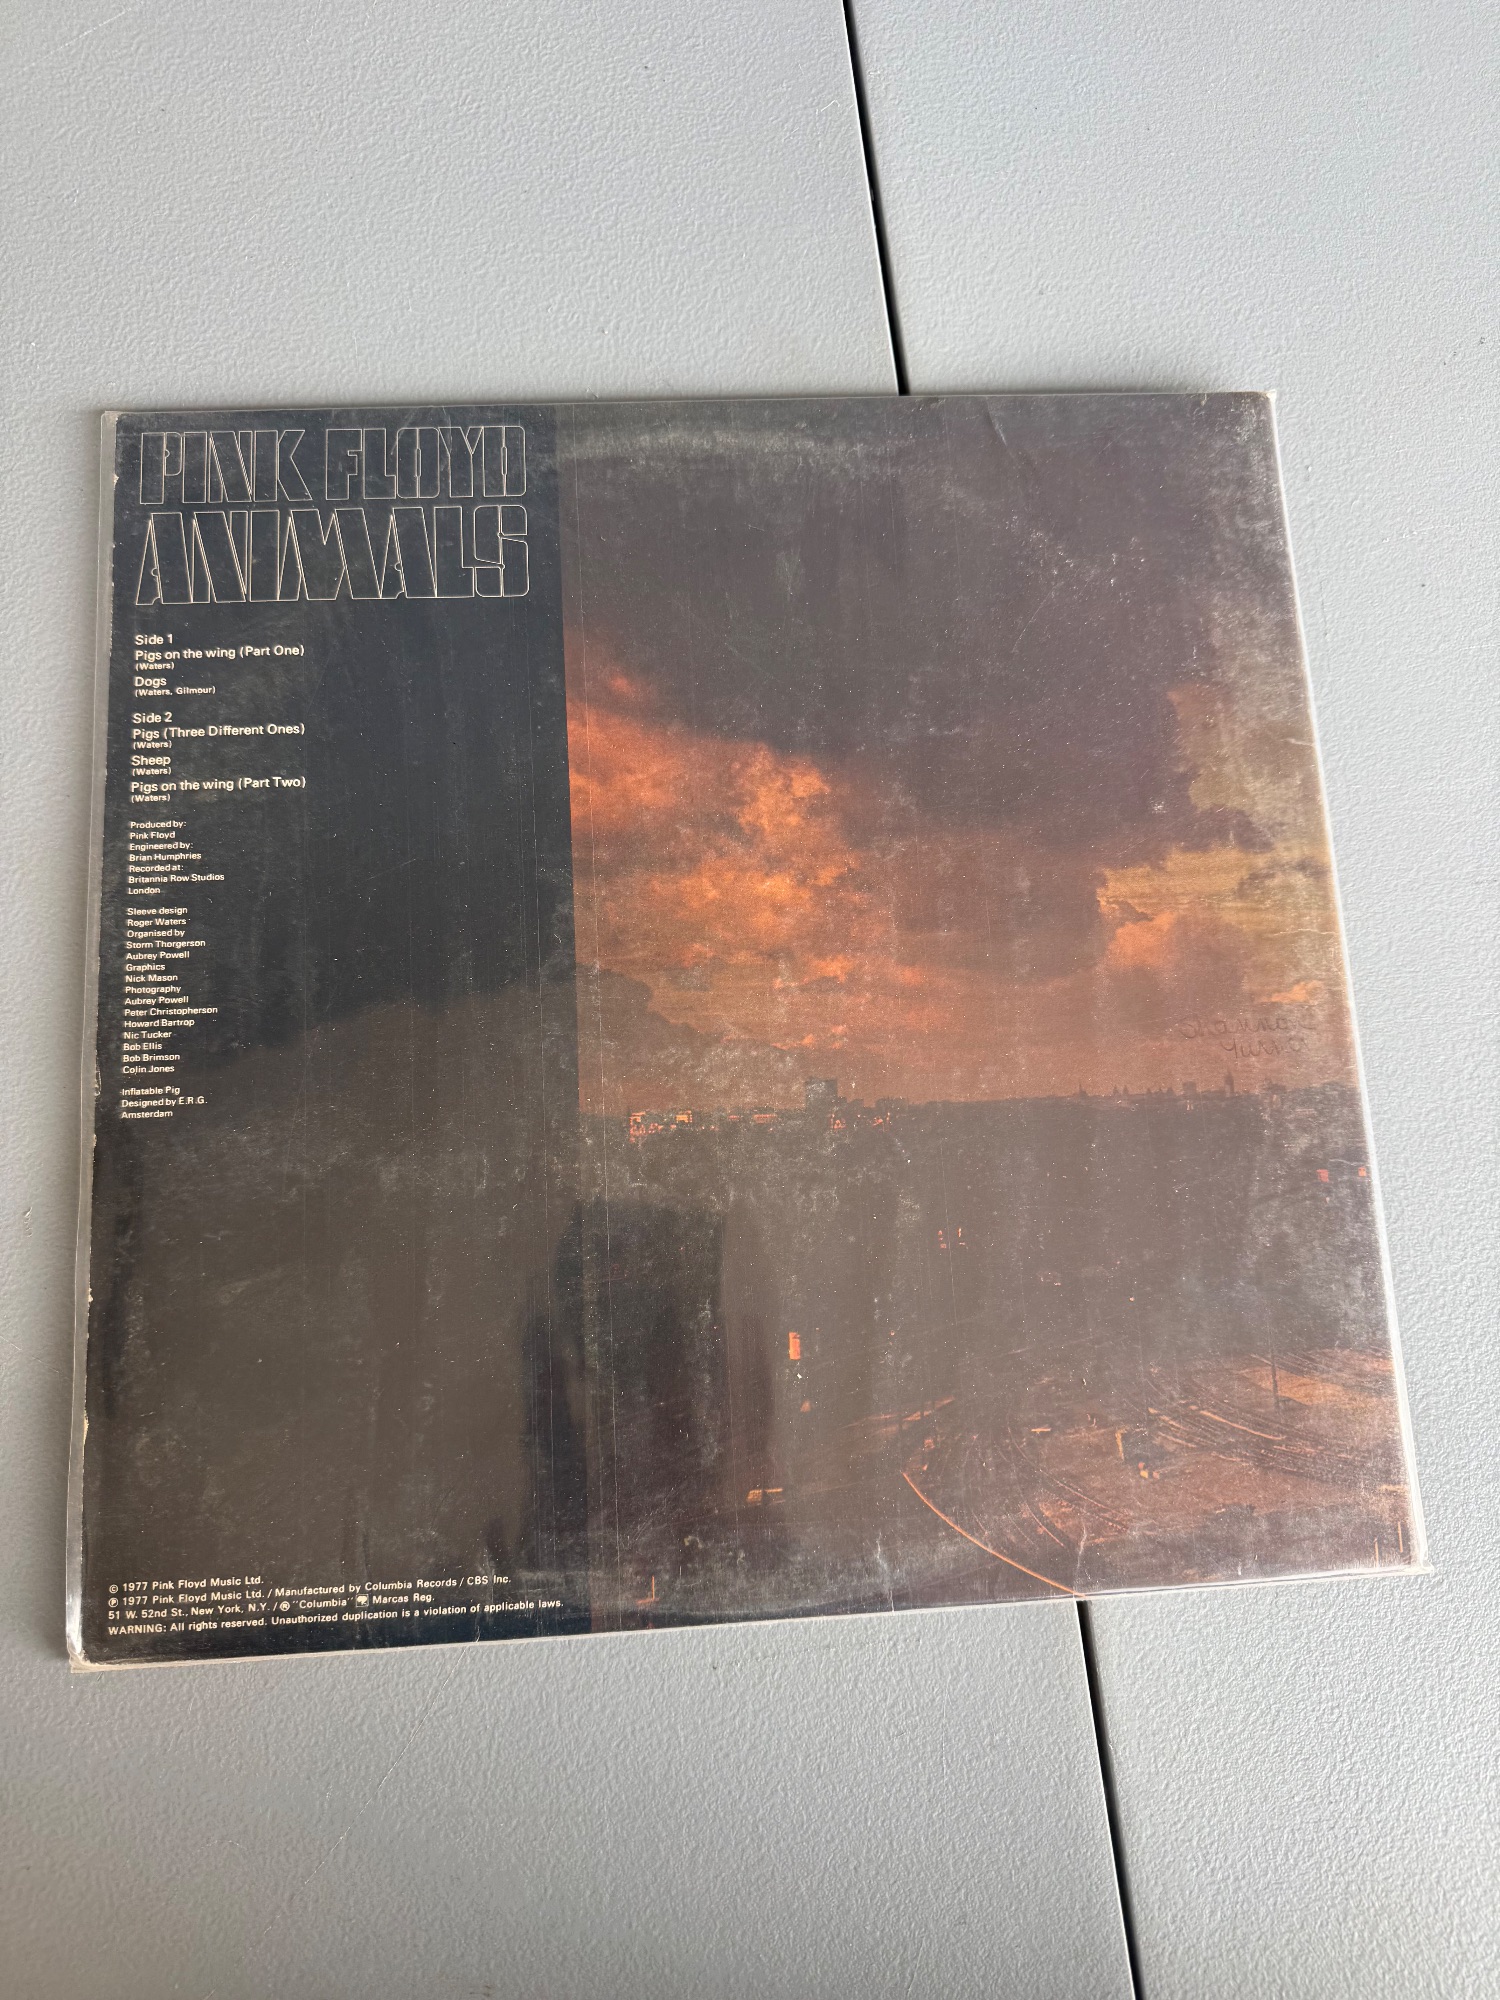 PINK FLOYD
ANIMALS
Side 1
Pigs on the wing (Part One)
(Waters)
Dogs
(Waters, Gilmour)
Side 2
Pigs (Three Different Ones)
(Waters)
Sheep
(Waters)
Pigs on the wing (Part Two)
(Waters)
Produced by:
Pink Floyd
Engineered by:
Brian Humphries
Recorded at:
Britannia Row Studios
London
Sleeve design
Roger Waters
Organised by
Storm Thorgerson
Aubrey Powell
Graphics
Nick Mason
Photography
Aubrey Powell
Peter Christopherson
Howard Bartrop
Nic Tucker
Bob Ellis
Bob Brimson
Colin Jones
Inflatable Pig
Designed by E.R.G.
Amsterdam
© 1977 Pink Floyd Music Ltd.
℗ 1977 Pink Floyd Music Ltd. / Manufactured by Columbia Records / CBS Inc.
51 W. 52nd St., New York, N.Y. / ® "Columbia" Marcas Reg.
WARNING: All rights reserved. Unauthorized duplication is a violation of applicable laws.